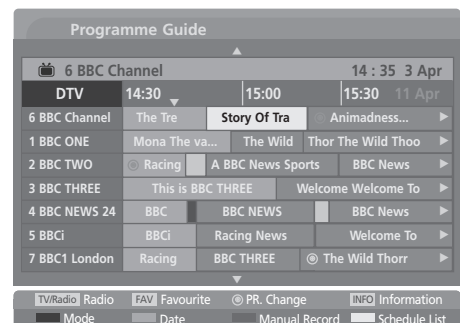 Programme Guide
6 BBC Channel 14 : 35 3 Apr
DTV 14:30 15:00 15:30 11 Apr
6 BBC Channel The Tre Story Of Tra Animadness...
1 BBC ONE Mona The va... The Wild Thor The Wild Thoo
2 BBC TWO Racing A BBC News Sports BBC News
3 BBC THREE This is BBC THREE Welcome Welcome To
4 BBC NEWS 24 BBC BBC NEWS BBC News
5 BBCi BBCi Racing News Welcome To
7 BBC1 London Racing BBC THREE The Wild Thorr
TV/Radio Radio FAV Favourite PR. Change INFO Information
Mode Date Manual Record Schedule List